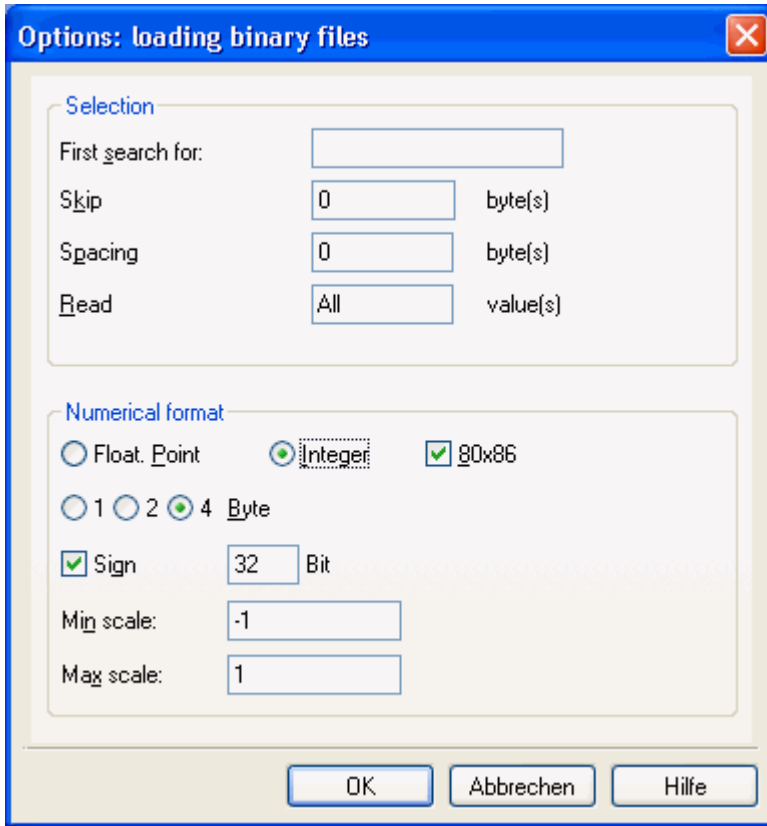 Options: loading binary files
Selection
First search for:
Skip 0 byte(s)
Spacing 0 byte(s)
Read All value(s)
Numerical format
Float. Point Integer 80x86
1 2 4 Byte
Sign 32 Bit
Min scale: -1
Max scale: 1
OK Abbrechen Hilfe